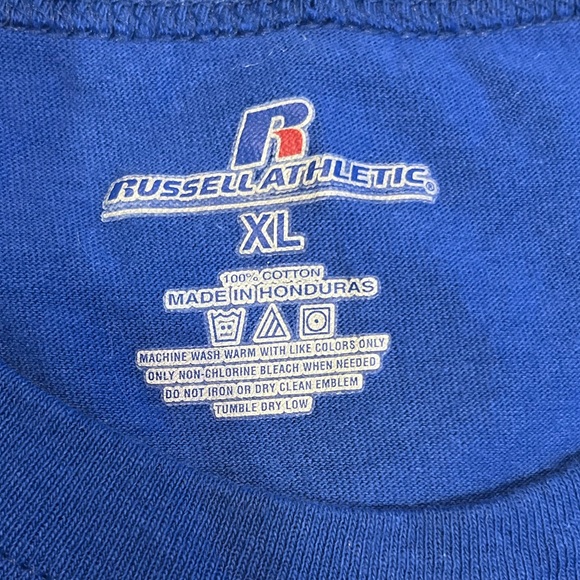 R
RUSSELL ATHLETIC®
XL
100% COTTON
MADE IN HONDURAS
MACHINE WASH WARM WITH LIKE COLORS ONLY
ONLY NON-CHLORINE BLEACH WHEN NEEDED
DO NOT IRON OR DRY CLEAN EMBLEM
TUMBLE DRY LOW